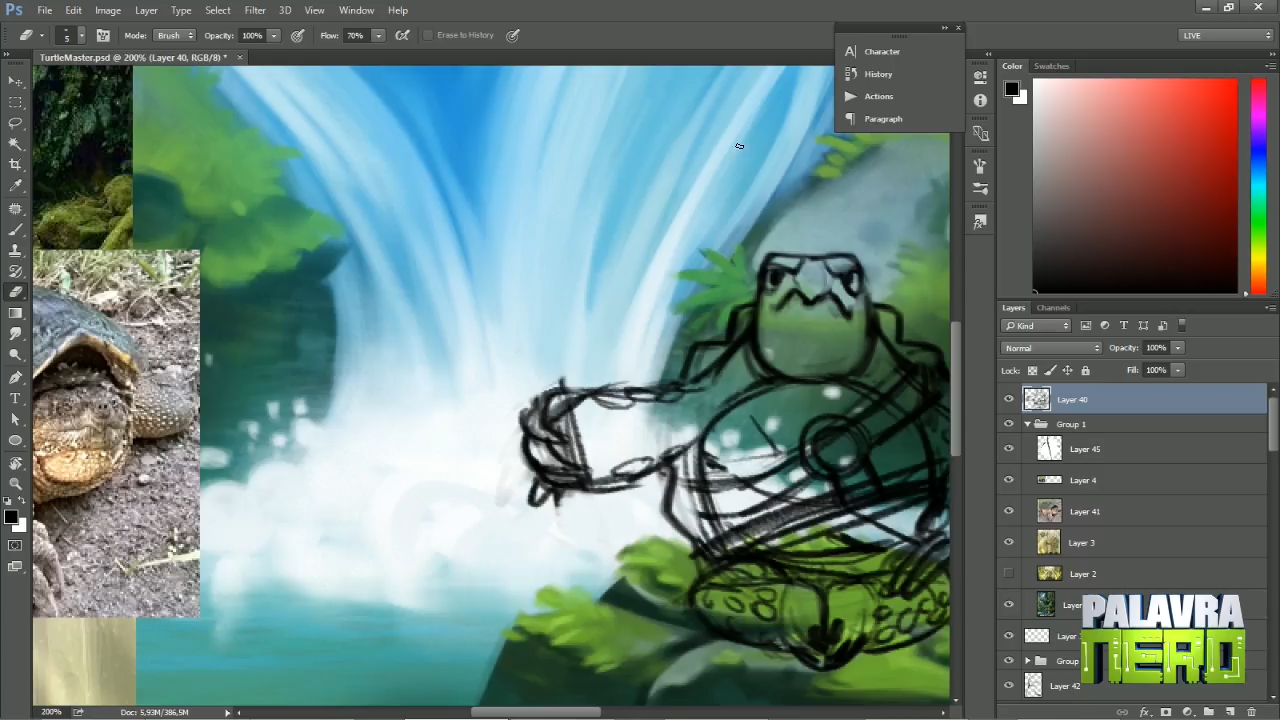 Ps File Edit Image Layer Type Select Filter 3D View Window Help
5 Mode: Brush Opacity: 100% Flow: 70% Erase to History LIVE
TurtleMaster.psd @ 200% (Layer 40, RGB/8) *
Character
History
Actions
Paragraph
Color Swatches
Layers Channels
Kind
Normal Opacity: 100%
Lock: Fill: 100%
Layer 40
Group 1
Layer 45
Layer 4
Layer 41
Layer 3
Layer 2
Layer
Layer
Group
Layer 42
PALAVRA
NERD
200% Doc: 5,93M/386,5M